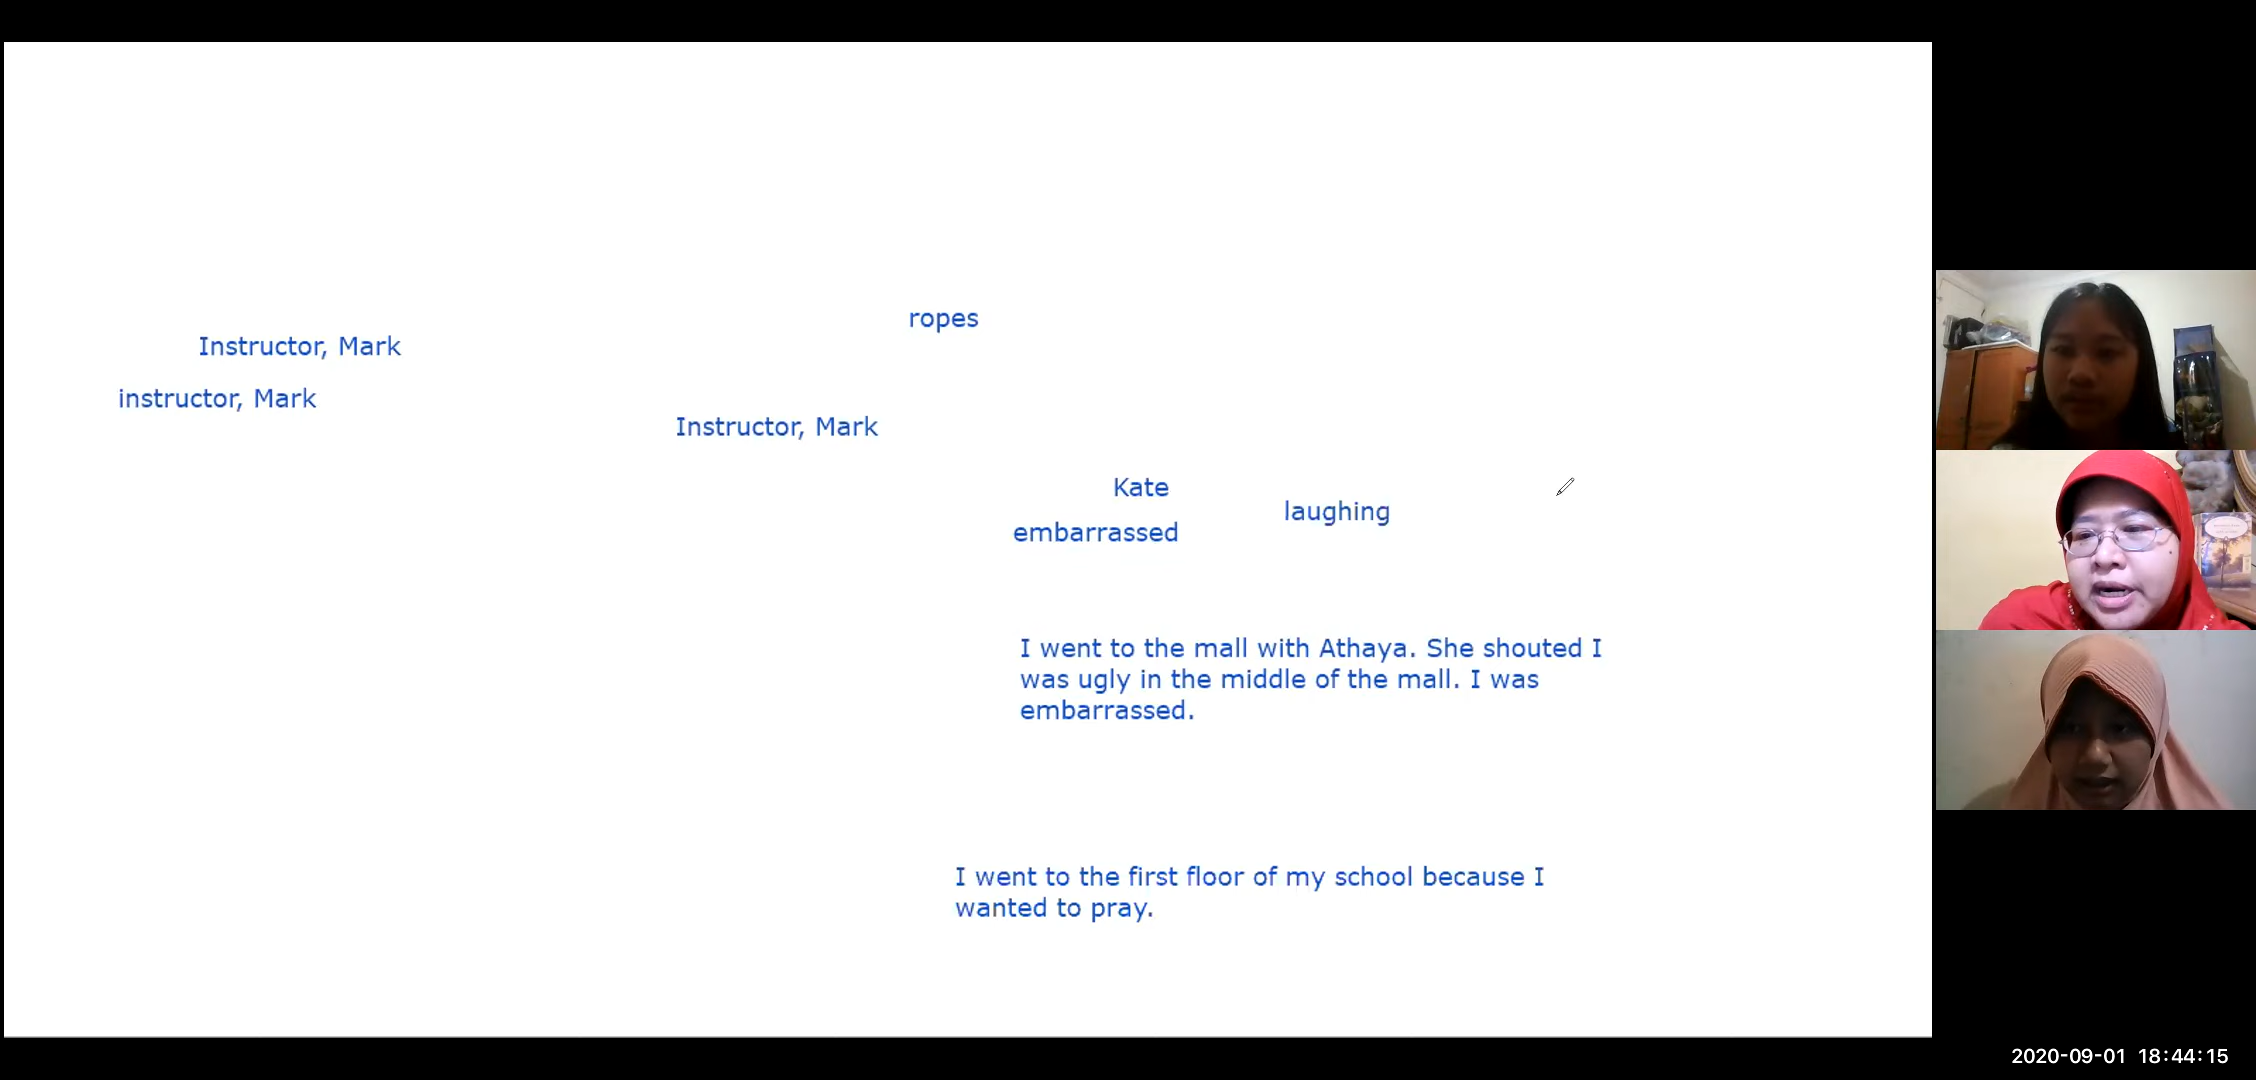 ropes
Instructor, Mark
instructor, Mark
Instructor, Mark
Kate
laughing
embarrassed
I went to the mall with Athaya. She shouted I
was ugly in the middle of the mall. I was
embarrassed.
I went to the first floor of my school because I
wanted to pray.
2020-09-01 18:44:15